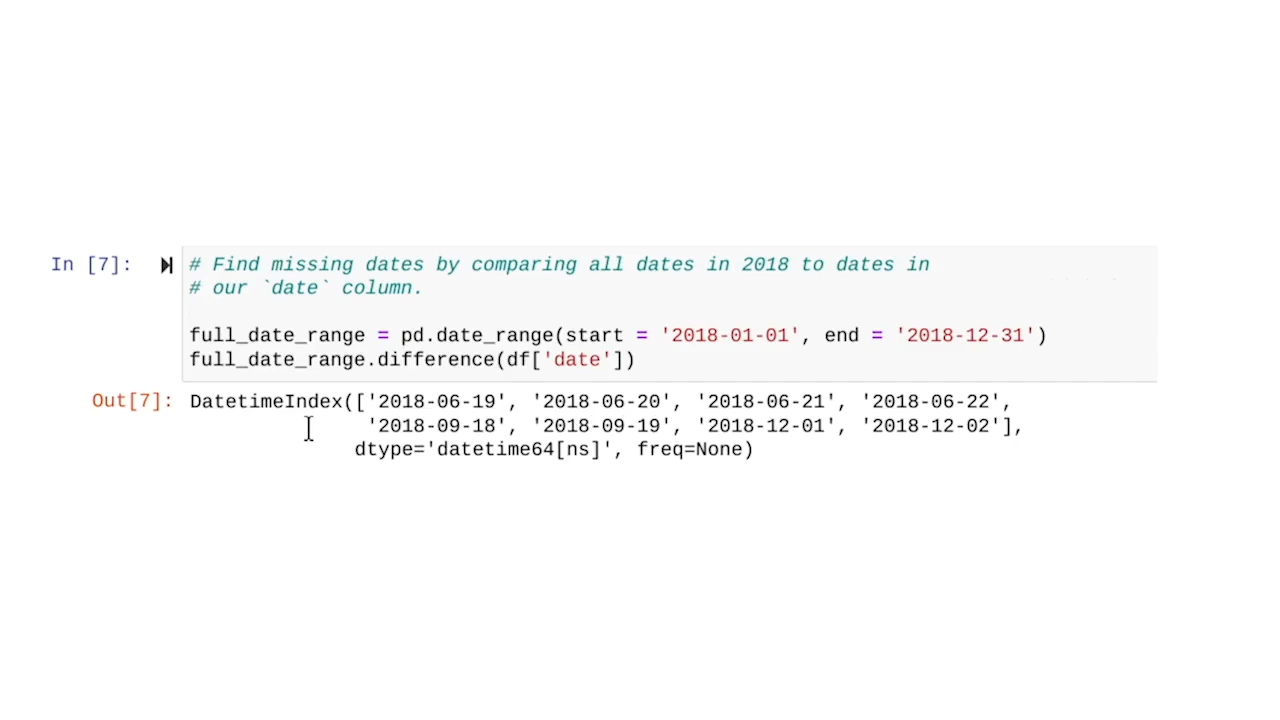 In [7]:
# Find missing dates by comparing all dates in 2018 to dates in
# our `date` column.
full_date_range = pd.date_range(start = '2018-01-01', end = '2018-12-31')
full_date_range.difference(df['date'])
Out[7]: DatetimeIndex(['2018-06-19', '2018-06-20', '2018-06-21', '2018-06-22',
'2018-09-18', '2018-09-19', '2018-12-01', '2018-12-02'],
dtype='datetime64[ns]', freq=None)